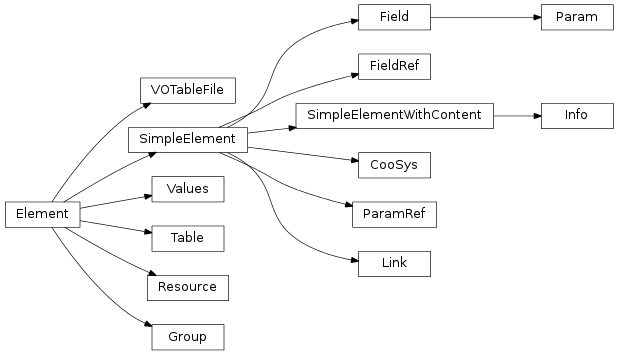 Field
Param
FieldRef
VOTableFile
SimpleElementWithContent
Info
SimpleElement
CooSys
Values
Element
ParamRef
Table
Link
Resource
Group